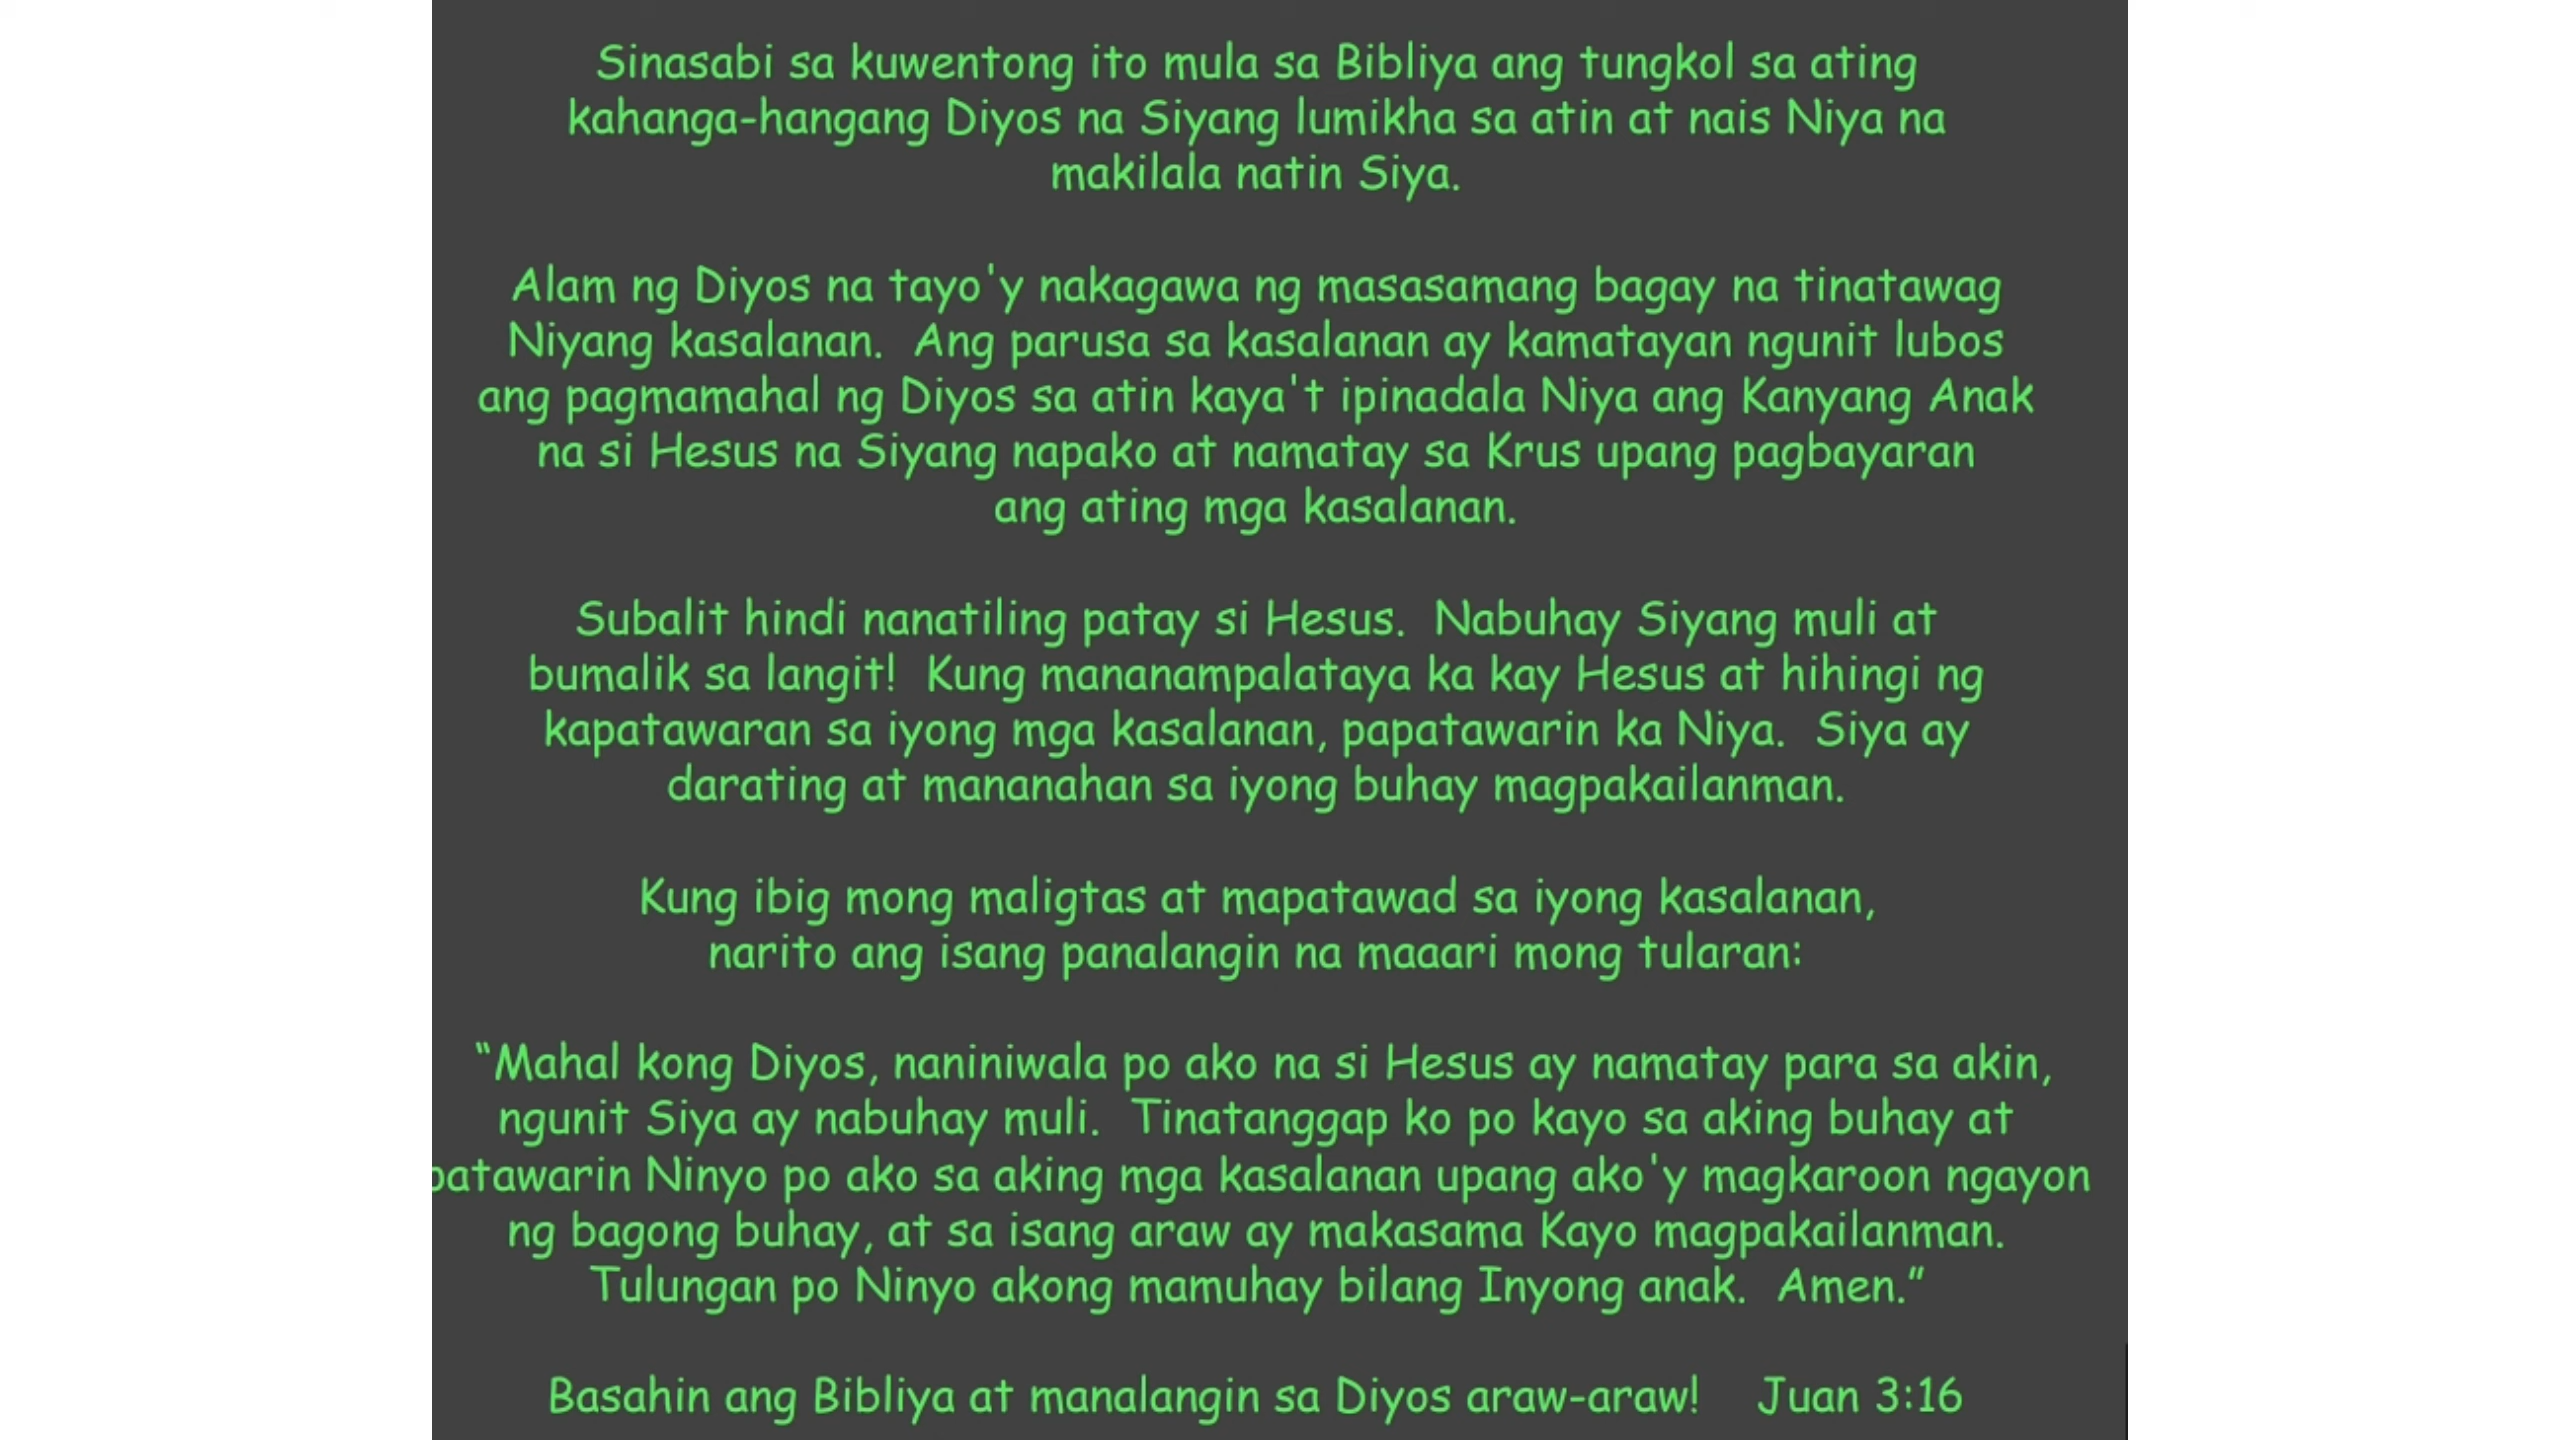 Sinasabi sa kuwentong ito mula sa Bibliya ang tungkol sa ating
kahanga-hangang Diyos na Siyang lumikha sa atin at nais Niya na
makilala natin Siya.
Alam ng Diyos na tayo'y nakagawa ng masasamang bagay na tinatawag
Niyang kasalanan. Ang parusa sa kasalanan ay kamatayan ngunit lubos
ang pagmamahal ng Diyos sa atin kaya't ipinadala Niya ang Kanyang Anak
na si Hesus na Siyang napako at namatay sa Krus upang pagbayaran
ang ating mga kasalanan.
Subalit hindi nanatiling patay si Hesus. Nabuhay Siyang muli at
bumalik sa langit! Kung mananampalataya ka kay Hesus at hihingi ng
kapatawaran sa iyong mga kasalanan, papatawarin ka Niya. Siya ay
darating at mananahan sa iyong buhay magpakailanman.
Kung ibig mong maligtas at mapatawad sa iyong kasalanan,
narito ang isang panalangin na maaari mong tularan:
“Mahal kong Diyos, naniniwala po ako na si Hesus ay namatay para sa akin,
ngunit Siya ay nabuhay muli. Tinatanggap ko po kayo sa aking buhay at
patawarin Ninyo po ako sa aking mga kasalanan upang ako'y magkaroon ngayon
ng bagong buhay, at sa isang araw ay makasama Kayo magpakailanman.
Tulungan po Ninyo akong mamuhay bilang Inyong anak. Amen.”
Basahin ang Bibliya at manalangin sa Diyos araw-araw! Juan 3:16